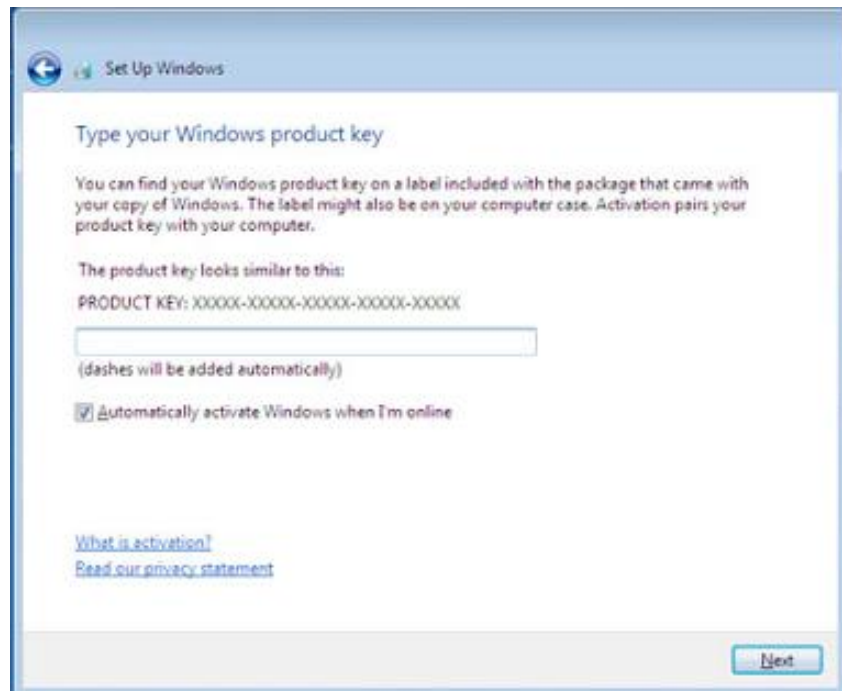 Set Up Windows
Type your Windows product key
You can find your Windows product key on a label included with the package that came with
your copy of Windows. The label might also be on your computer case. Activation pairs your
product key with your computer.
The product key looks similar to this:
PRODUCT KEY: XXXXX-XXXXX-XXXXX-XXXXX-XXXXX
(dashes will be added automatically)
Automatically activate Windows when I'm online
What is activation?
Read our privacy statement
Next